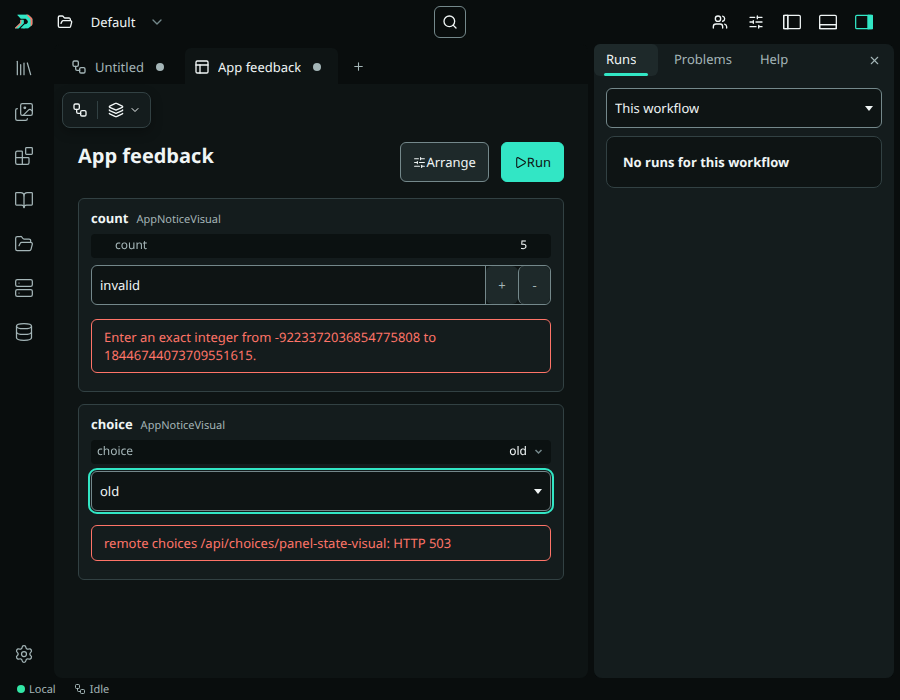 Default
Untitled
App feedback
Runs
Problems
Help
This workflow
No runs for this workflow
App feedback
Arrange
Run
count AppNoticeVisual
count 5
invalid + -
Enter an exact integer from -9223372036854775808 to
18446744073709551615.
choice AppNoticeVisual
choice old
old
remote choices /api/choices/panel-state-visual: HTTP 503
Local
Idle